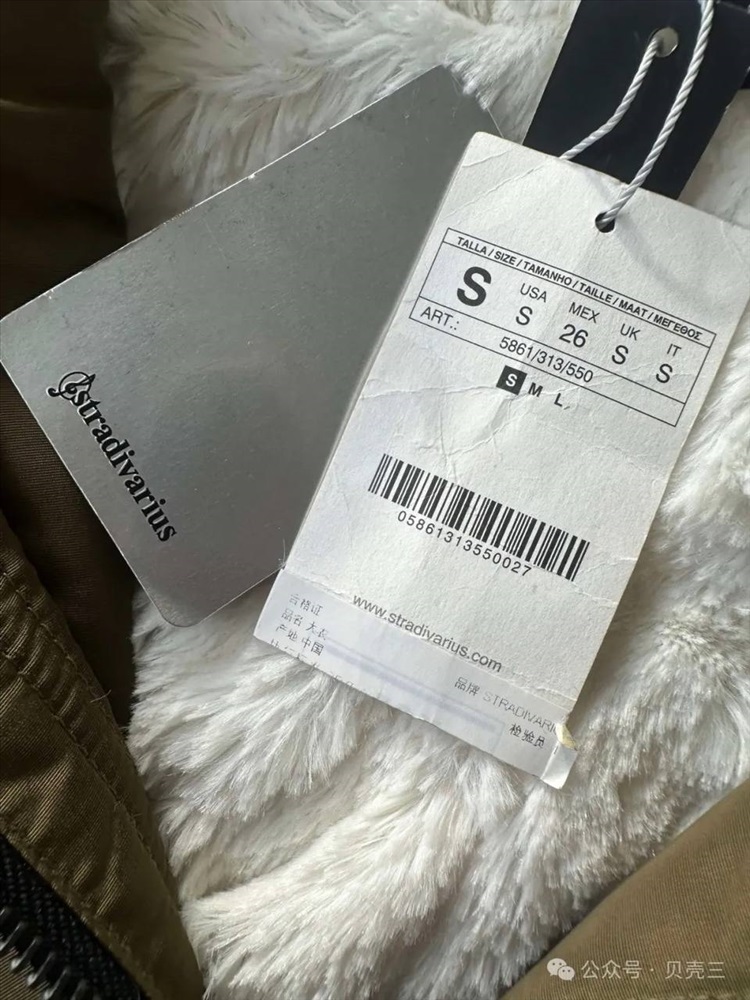 stradivarius
TALLA / SIZE / TAMANHO / TAILLE / MAAT / ΜΕΓΕΘΟΣ
S
USA
S
MEX
26
UK
S
IT
S
ART.:
5861/313/550
S M L
05861313550027
www.stradivarius.com
合格证
品名 大衣
产地 中国
品牌 STRADIVARI
检验员
公众号 · 贝壳三